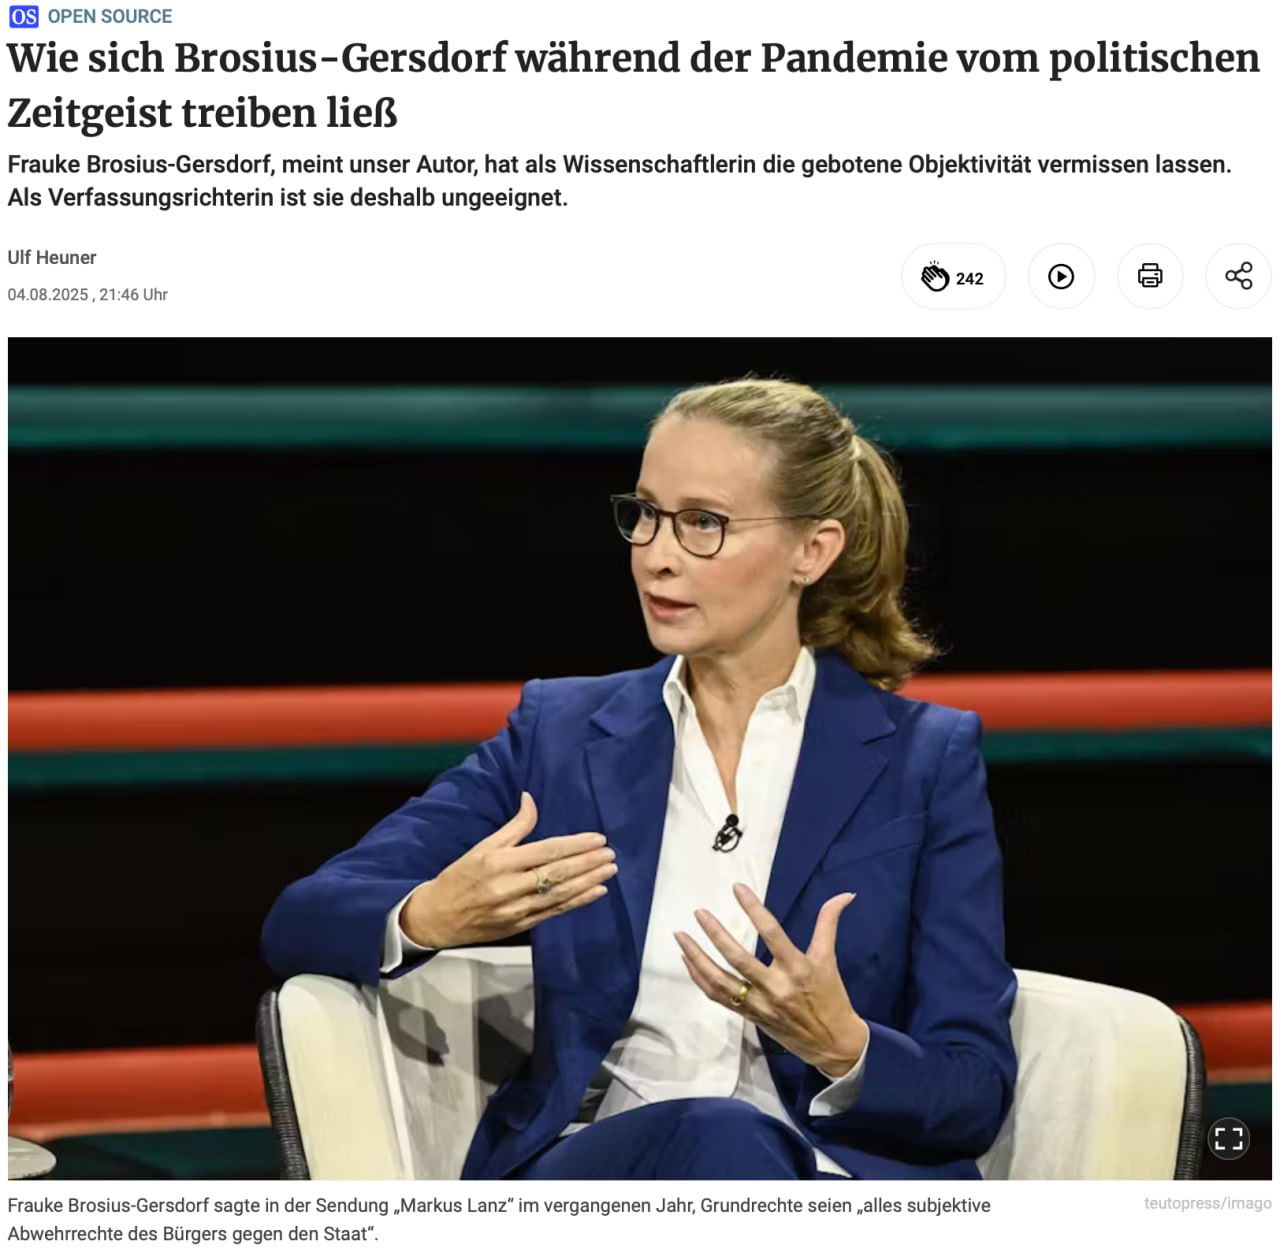 OS OPEN SOURCE
Wie sich Brosius-Gersdorf während der Pandemie vom politischen
Zeitgeist treiben ließ
Frauke Brosius-Gersdorf, meint unser Autor, hat als Wissenschaftlerin die gebotene Objektivität vermissen lassen.
Als Verfassungsrichterin ist sie deshalb ungeeignet.
Ulf Heuner
04.08.2025 , 21:46 Uhr
242
Frauke Brosius-Gersdorf sagte in der Sendung „Markus Lanz“ im vergangenen Jahr, Grundrechte seien „alles subjektive
Abwehrrechte des Bürgers gegen den Staat“.
teutopress/imago